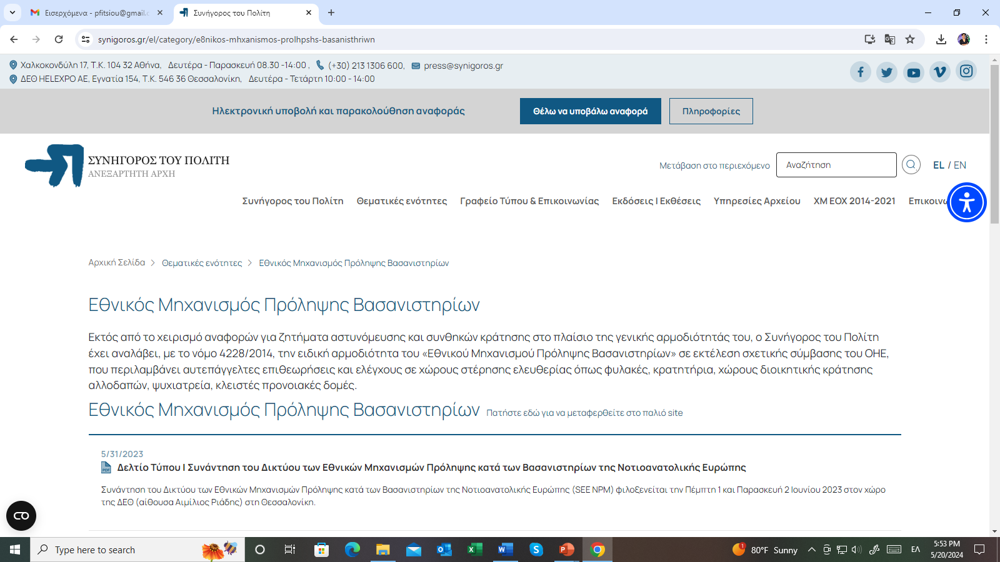 Εισερχόμενα - pfitsiou@gmail.c
Συνήγορος του Πολίτη
synigoros.gr/el/category/e8nikos-mhxanismos-prolhpshs-basanisthriwn
Χαλκοκονδύλη 17, Τ.Κ. 104 32 Αθήνα, Δευτέρα - Παρασκευή 08.30 -14:00 , (+30) 213 1306 600, press@synigoros.gr
ΔΕΘ HELEXPO ΑΕ, Εγνατία 154, Τ.Κ. 546 36 Θεσσαλονίκη, Δευτέρα - Τετάρτη 10:00 - 14:00
Ηλεκτρονική υποβολή και παρακολούθηση αναφοράς
Θέλω να υποβάλω αναφορά
Πληροφορίες
ΣΥΝΗΓΟΡΟΣ ΤΟΥ ΠΟΛΙΤΗ
ΑΝΕΞΑΡΤΗΤΗ ΑΡΧΗ
Μετάβαση στο περιεχόμενο
Αναζήτηση
EL / EN
Συνήγορος του Πολίτη Θεματικές ενότητες Γραφείο Τύπου & Επικοινωνίας Εκδόσεις | Εκθέσεις Υπηρεσίες Αρχείου ΧΜ ΕΟΧ 2014-2021 Επικοινω
Αρχική Σελίδα > Θεματικές ενότητες > Εθνικός Μηχανισμός Πρόληψης Βασανιστηρίων
Εθνικός Μηχανισμός Πρόληψης Βασανιστηρίων
Εκτός από το χειρισμό αναφορών για ζητήματα αστυνόμευσης και συνθηκών κράτησης στο πλαίσιο της γενικής αρμοδιότητάς του, ο Συνήγορος του Πολίτη
έχει αναλάβει, με το νόμο 4228/2014, την ειδική αρμοδιότητα του «Εθνικού Μηχανισμού Πρόληψης Βασανιστηρίων» σε εκτέλεση σχετικής σύμβασης του ΟΗΕ,
που περιλαμβάνει αυτεπάγγελτες επιθεωρήσεις και ελέγχους σε χώρους στέρησης ελευθερίας όπως φυλακές, κρατητήρια, χώρους διοικητικής κράτησης
αλλοδαπών, ψυχιατρεία, κλειστές προνοιακές δομές.
Εθνικός Μηχανισμός Πρόληψης Βασανιστηρίων Πατήστε εδώ για να μεταφερθείτε στο παλιό site
5/31/2023
PDF Δελτίο Τύπου | Συνάντηση του Δικτύου των Εθνικών Μηχανισμών Πρόληψης κατά των Βασανιστηρίων της Νοτιοανατολικής Ευρώπης
Συνάντηση του Δικτύου των Εθνικών Μηχανισμών Πρόληψης κατά των Βασανιστηρίων της Νοτιοανατολικής Ευρώπης (SEE NPM) φιλοξενείται την Πέμπτη 1 και Παρασκευή 2 Ιουνίου 2023 στον χώρο
της ΔΕΘ (αίθουσα Αιμίλιος Ριάδης) στη Θεσσαλονίκη.
Type here to search
1 80°F Sunny
ΕΛ
5:53 PM
5/20/2024